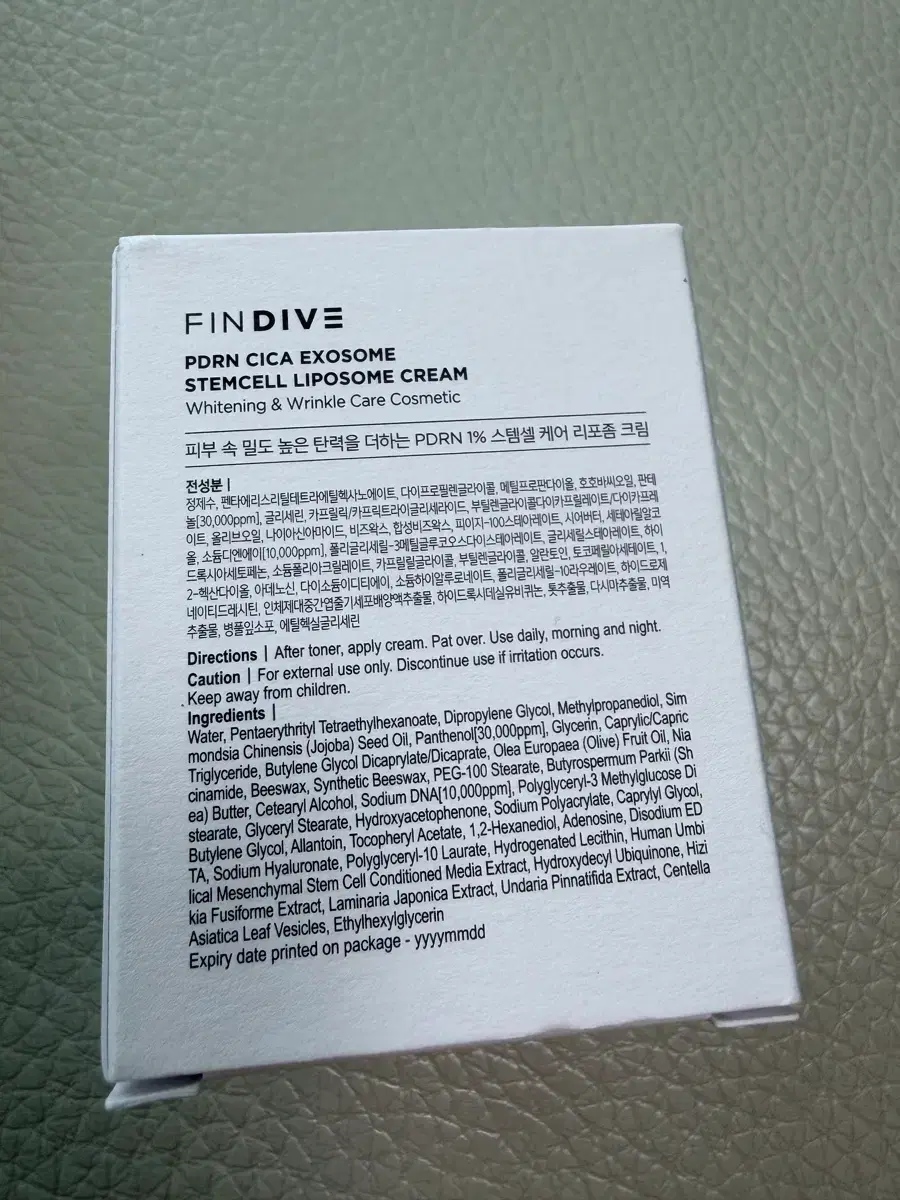 FINDIVE
PDRN CICA EXOSOME
STEMCELL LIPOSOME CREAM
Whitening & Wrinkle Care Cosmetic
피부 속 밀도 높은 탄력을 더하는 PDRN 1% 스템셀 케어 리포좀 크림
전성분 |
정제수, 펜타에리스리틸테트라에틸헥사노에이트, 다이프로필렌글라이콜, 메틸프로판다이올, 호호바씨오일, 판테
놀[30,000ppm], 글리세린, 카프릴릭/카프릭트라이글리세라이드, 부틸렌글라이콜다이카프릴레이트/다이카프레
이트, 올리브오일, 나이아신아마이드, 비즈왁스, 합성비즈왁스, 피이지-100스테아레이트, 시어버터, 세테아릴알코
올, 소듐디엔에이[10,000ppm], 폴리글리세릴-3메틸글루코오스다이스테아레이트, 글리세릴스테아레이트, 하이
드록시아세토페논, 소듐폴리아크릴레이트, 카프릴릴글라이콜, 부틸렌글라이콜, 알란토인, 토코페릴아세테이트, 1,
2-헥산다이올, 아데노신, 다이소듐이디티에이, 소듐하이알루로네이트, 폴리글리세릴-10라우레이트, 하이드로제
네이티드레시틴, 인체제대중간엽줄기세포배양액추출물, 하이드록시데실유비퀴논, 톳추출물, 다시마추출물, 미역
추출물, 병풀잎소포, 에틸헥실글리세린
Directions | After toner, apply cream. Pat over. Use daily, morning and night.
Caution | For external use only. Discontinue use if irritation occurs.
Keep away from children.
Ingredients |
Water, Pentaerythrityl Tetraethylhexanoate, Dipropylene Glycol, Methylpropanediol, Sim
mondsia Chinensis (Jojoba) Seed Oil, Panthenol[30,000ppm], Glycerin, Caprylic/Capric
Triglyceride, Butylene Glycol Dicaprylate/Dicaprate, Olea Europaea (Olive) Fruit Oil, Nia
cinamide, Beeswax, Synthetic Beeswax, PEG-100 Stearate, Butyrospermum Parkii (Sh
ea) Butter, Cetearyl Alcohol, Sodium DNA[10,000ppm], Polyglyceryl-3 Methylglucose Di
stearate, Glyceryl Stearate, Hydroxyacetophenone, Sodium Polyacrylate, Caprylyl Glycol,
Butylene Glycol, Allantoin, Tocopheryl Acetate, 1,2-Hexanediol, Adenosine, Disodium ED
TA, Sodium Hyaluronate, Polyglyceryl-10 Laurate, Hydrogenated Lecithin, Human Umbi
lical Mesenchymal Stem Cell Conditioned Media Extract, Hydroxydecyl Ubiquinone, Hizi
kia Fusiforme Extract, Laminaria Japonica Extract, Undaria Pinnatifida Extract, Centella
Asiatica Leaf Vesicles, Ethylhexylglycerin
Expiry date printed on package - yyyymmdd